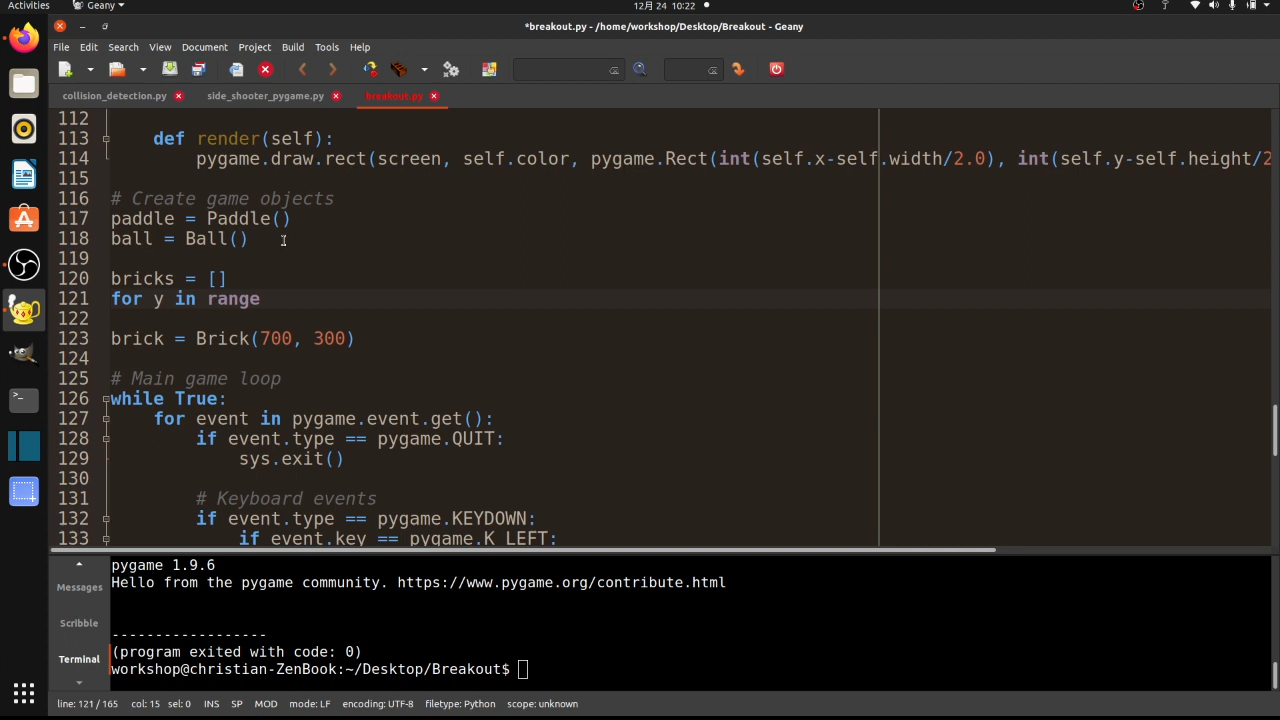 Activities Geany 12月 24 10:22
*breakout.py - /home/workshop/Desktop/Breakout - Geany
File Edit Search View Document Project Build Tools Help
collision_detection.py side_shooter_pygame.py breakout.py
112
113 def render(self):
114 pygame.draw.rect(screen, self.color, pygame.Rect(int(self.x-self.width/2.0), int(self.y-self.height/2
115
116 # Create game objects
117 paddle = Paddle()
118 ball = Ball()
119
120 bricks = []
121 for y in range
122
123 brick = Brick(700, 300)
124
125 # Main game loop
126 while True:
127 for event in pygame.event.get():
128 if event.type == pygame.QUIT:
129 sys.exit()
130
131 # Keyboard events
132 if event.type == pygame.KEYDOWN:
133 if event.key == pygame.K_LEFT:
Messages
Scribble
Terminal
pygame 1.9.6
Hello from the pygame community. https://www.pygame.org/contribute.html
------------------
(program exited with code: 0)
workshop@christian-ZenBook:~/Desktop/Breakout$
line: 121 / 165 col: 15 sel: 0 INS SP MOD mode: LF encoding: UTF-8 filetype: Python scope: unknown